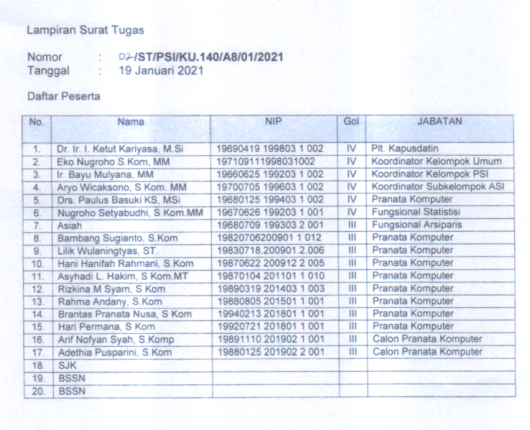 Lampiran Surat Tugas
Nomor : 02/ST/PSI/KU.140/A8/01/2021
Tanggal : 19 Januari 2021
Daftar Peserta
No. Nama NIP Gol JABATAN
1. Dr. Ir. I. Ketut Kariyasa, M.Si 19690419 199803 1 002 IV Plt. Kapusdatin
2. Eko Nugroho S.Kom, MM 197109111998031002 IV Koordinator Kelompok Umum
3. Ir. Bayu Mulyana, MM 19660625 199203 1 002 IV Koordinator Kelompok PSI
4. Aryo Wicaksono, S Kom. MM 19700705 199603 1 002 IV Koordinator Subkelompok ASI
5. Drs. Paulus Basuki KS, MSi 19680125 199403 1 002 IV Pranata Komputer
6. Nugroho Setyabudhi, S Kom.MM 19670626 199203 1 001 IV Fungsional Statistisi
7. Asiah 19680709 199303 2 001 III Fungsional Arsiparis
8. Bambang Sugianto, S.Kom 19820706200901 1 012 III Pranata Komputer
9. Lilik Wulaningtyas, ST. 19830718.200901.2.006 III Pranata Komputer
10. Hani Hanifah Rahmani, S.Kom 19870622 200912 2 005 III Pranata Komputer
11. Asyhadi L. Hakim, S Kom.MT 19870104 201101 1 010 III Pranata Komputer
12. Rizkina M Syam, S Kom 19890319 201403 1 003 III Pranata Komputer
13. Rahma Andany, S.Kom 19880805 201501 1 001 III Pranata Komputer
14. Brantas Pranata Nusa, S Kom 19940213 201801 1 001 III Pranata Komputer
15. Hari Permana, S Kom 19920721 201801 1 001 III Pranata Komputer
16. Arif Nofyan Syah, S.Komp 19891110 201902 1 001 III Calon Pranata Komputer
17. Adethia Pusparini, S.Kom 19880125 201902 2 001 III Calon Pranata Komputer
18. SJK
19. BSSN
20. BSSN